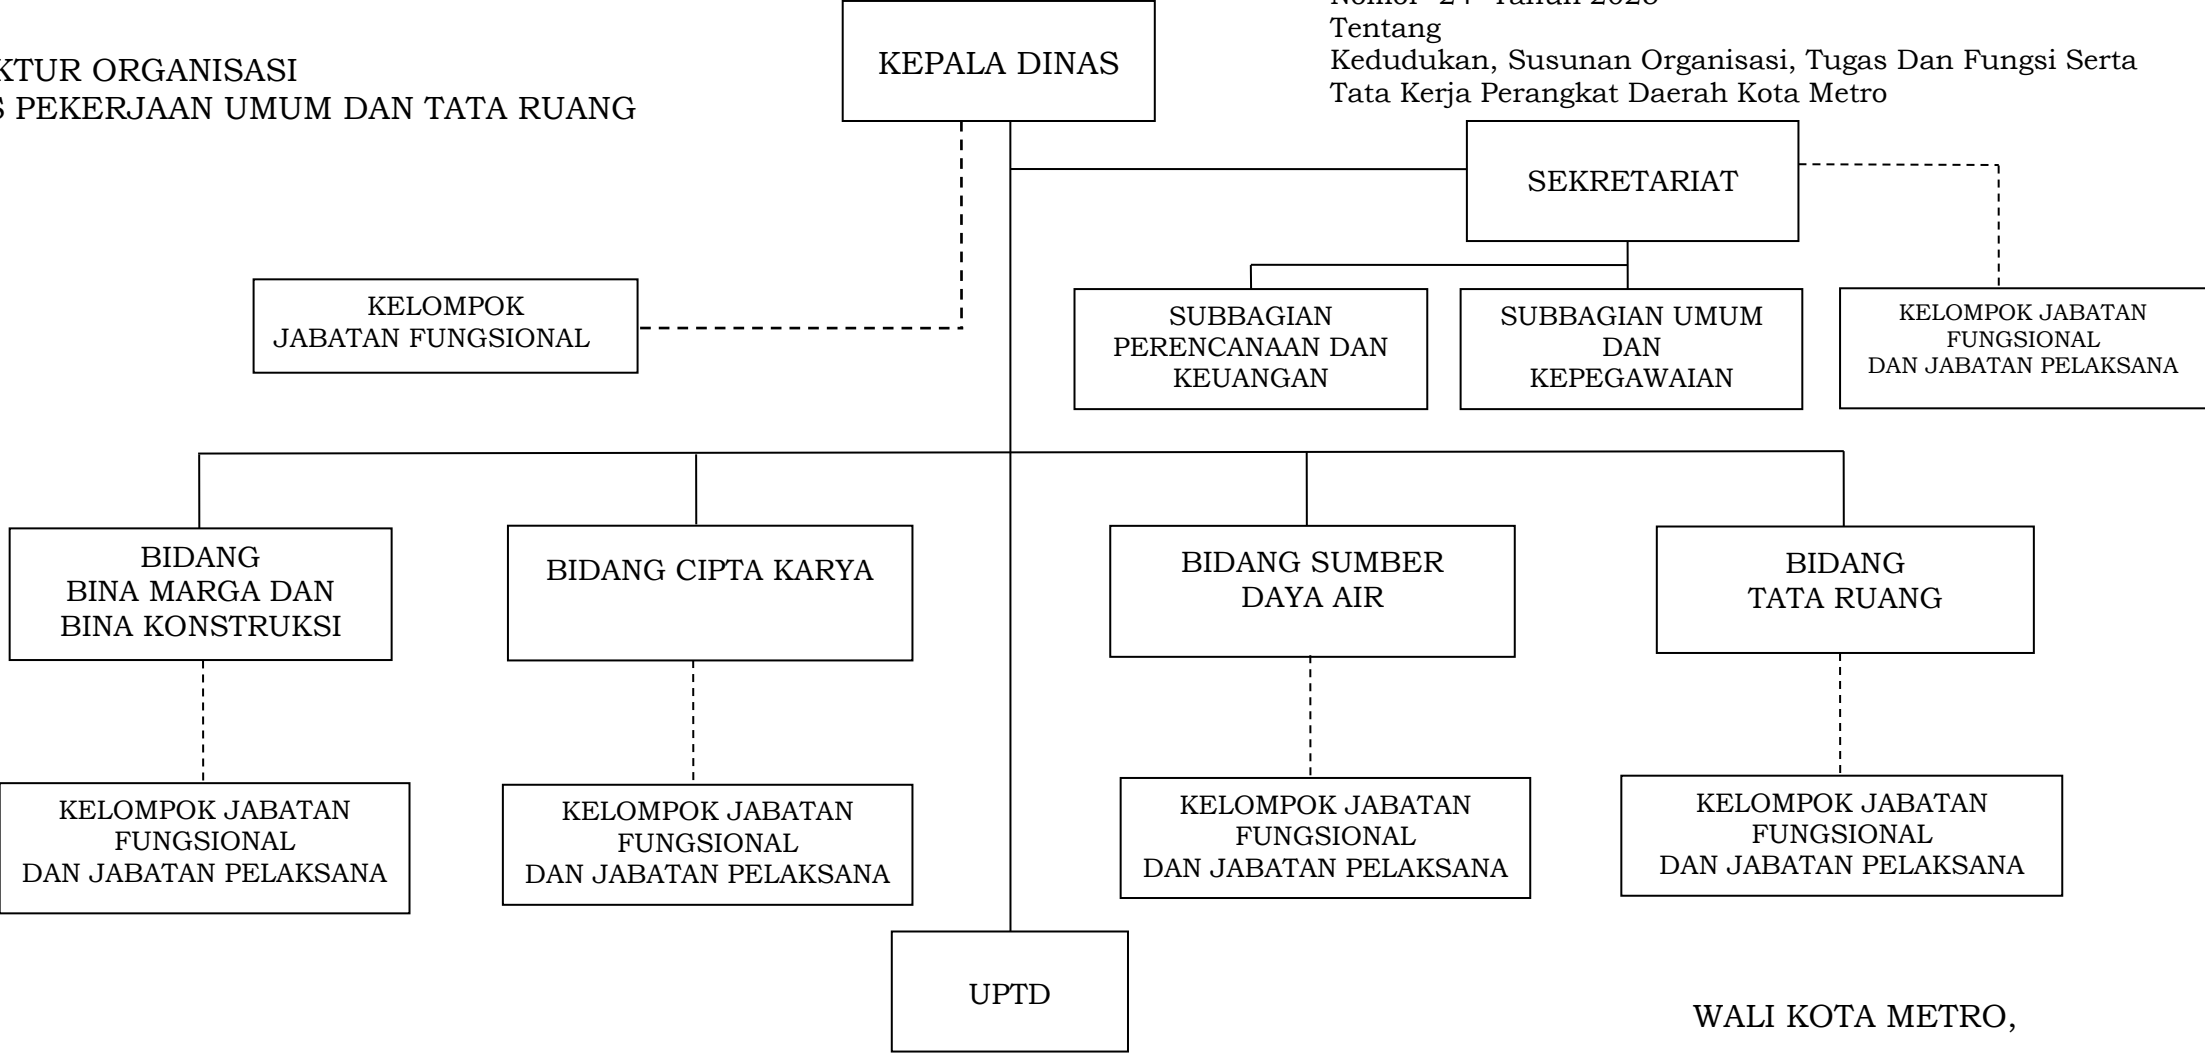 Tentang
Kedudukan, Susunan Organisasi, Tugas Dan Fungsi Serta
Tata Kerja Perangkat Daerah Kota Metro
KTUR ORGANISASI
PEKERJAAN UMUM DAN TATA RUANG
KEPALA DINAS
SEKRETARIAT
KELOMPOK
JABATAN FUNGSIONAL
SUBBAGIAN
PERENCANAAN DAN
KEUANGAN
SUBBAGIAN UMUM
DAN
KEPEGAWAIAN
KELOMPOK JABATAN
FUNGSIONAL
DAN JABATAN PELAKSANA
BIDANG
BINA MARGA DAN
BINA KONSTRUKSI
BIDANG CIPTA KARYA
BIDANG SUMBER
DAYA AIR
BIDANG
TATA RUANG
KELOMPOK JABATAN
FUNGSIONAL
DAN JABATAN PELAKSANA
KELOMPOK JABATAN
FUNGSIONAL
DAN JABATAN PELAKSANA
KELOMPOK JABATAN
FUNGSIONAL
DAN JABATAN PELAKSANA
KELOMPOK JABATAN
FUNGSIONAL
DAN JABATAN PELAKSANA
UPTD
WALI KOTA METRO,